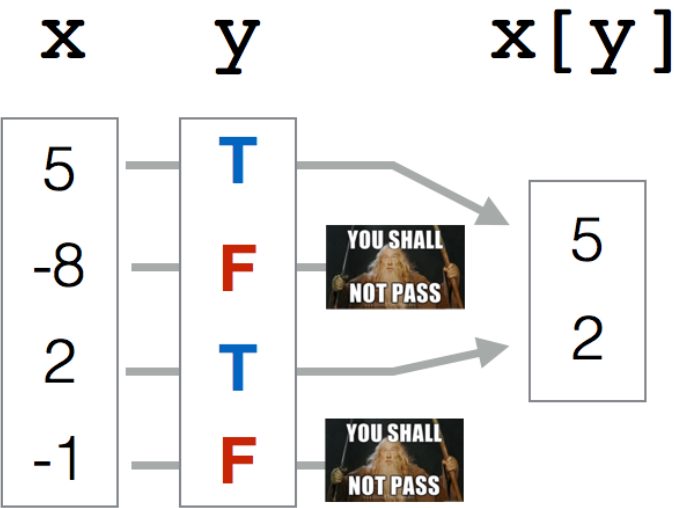 x y x[y]
5 T
5
-8 F YOU SHALL
NOT PASS
2 T
2
-1 F YOU SHALL
NOT PASS